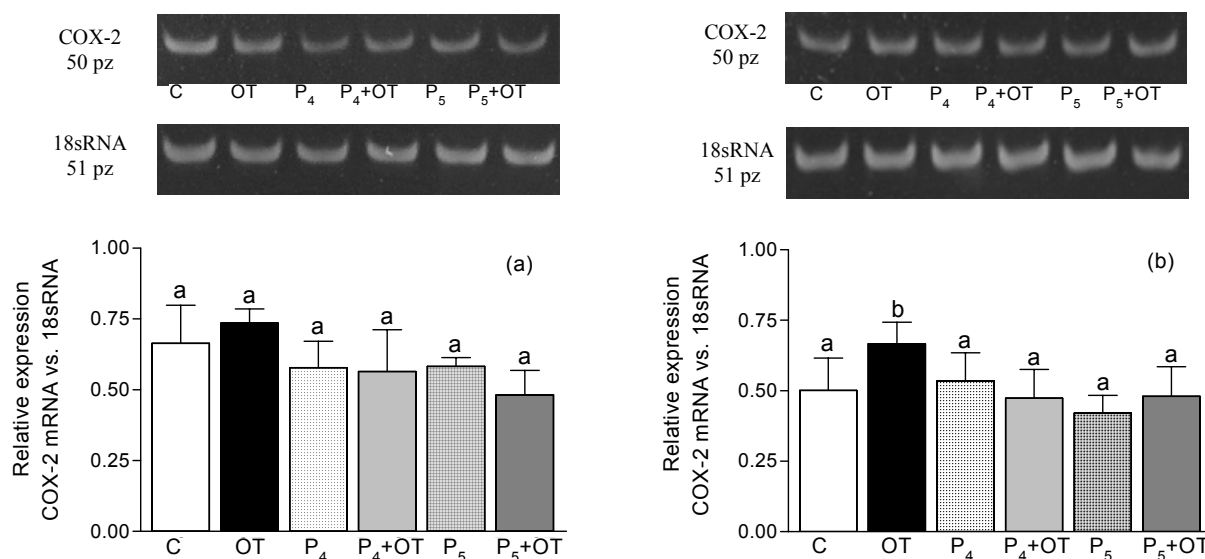 COX-2
50 pz
C OT P₄ P₄+OT P₅ P₅+OT
18sRNA
51 pz
Relative expression
COX-2 mRNA vs. 18sRNA
1.00
0.75
0.50
0.25
0.00
(a)
a a a a a a
C OT P₄ P₄+OT P₅ P₅+OT
COX-2
50 pz
C OT P₄ P₄+OT P₅ P₅+OT
18sRNA
51 pz
Relative expression
COX-2 mRNA vs. 18sRNA
1.00
0.75
0.50
0.25
0.00
(b)
a b a a a a
C OT P₄ P₄+OT P₅ P₅+OT